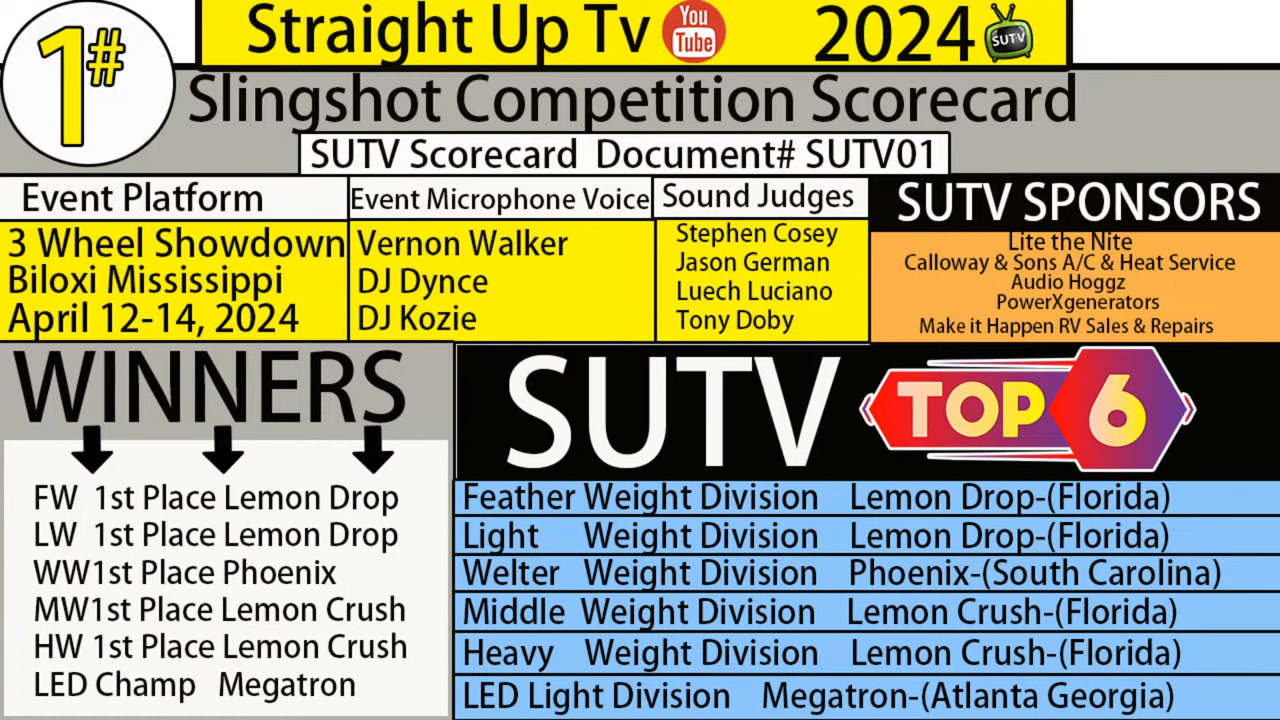 1#
Straight Up Tv You Tube 2024 SUTV
Slingshot Competition Scorecard
SUTV Scorecard Document# SUTV01
Event Platform
3 Wheel Showdown
Biloxi Mississippi
April 12-14, 2024
Event Microphone Voice
Vernon Walker
DJ Dynce
DJ Kozie
Sound Judges
Stephen Cosey
Jason German
Luech Luciano
Tony Doby
SUTV SPONSORS
Lite the Nite
Calloway & Sons A/C & Heat Service
Audio Hoggz
PowerXgenerators
Make it Happen RV Sales & Repairs
WINNERS
FW 1st Place Lemon Drop
LW 1st Place Lemon Drop
WW1st Place Phoenix
MW1st Place Lemon Crush
HW 1st Place Lemon Crush
LED Champ Megatron
SUTV TOP 6
Feather Weight Division Lemon Drop-(Florida)
Light Weight Division Lemon Drop-(Florida)
Welter Weight Division Phoenix-(South Carolina)
Middle Weight Division Lemon Crush-(Florida)
Heavy Weight Division Lemon Crush-(Florida)
LED Light Division Megatron-(Atlanta Georgia)